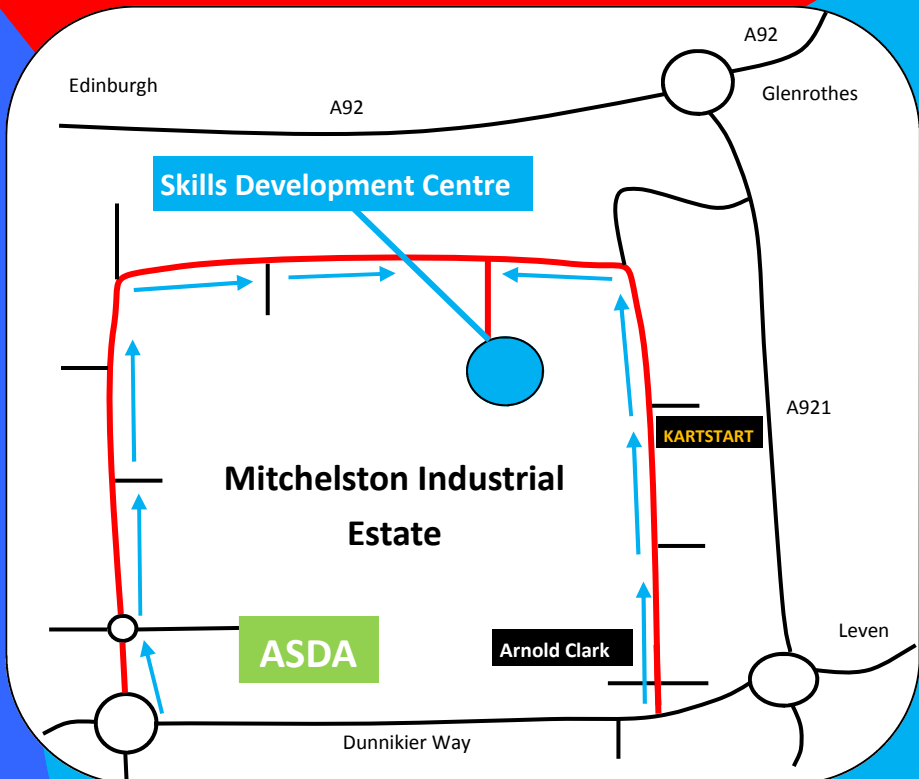 A92
Edinburgh
A92
Glenrothes
Skills Development Centre
A921
KARTSTART
Mitchelston Industrial
Estate
ASDA
Arnold Clark
Leven
Dunnikier Way